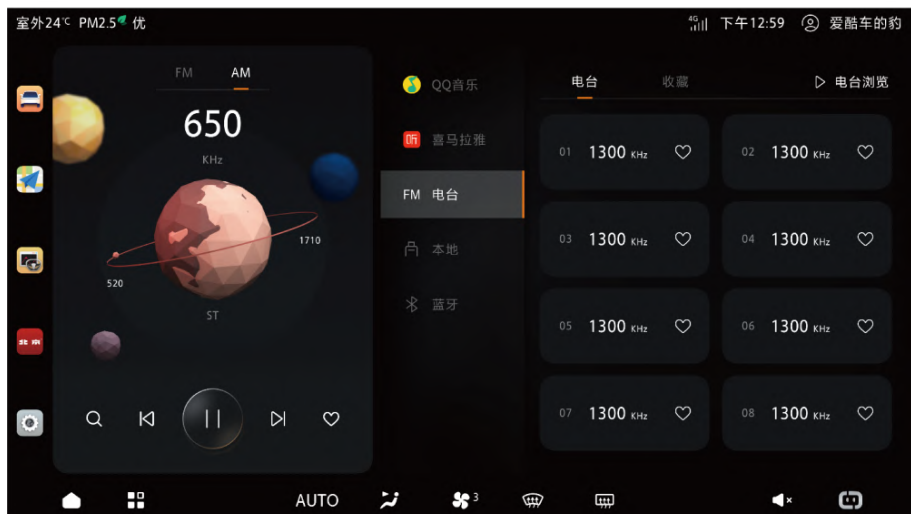 室外24℃ PM2.5 优
4G 下午12:59 爱酷车的豹
FM AM
650
KHz
1710
520
ST
北京
QQ音乐
听 喜马拉雅
FM 电台
本地
蓝牙
电台 收藏 电台浏览
01 1300 KHz
02 1300 KHz
03 1300 KHz
04 1300 KHz
05 1300 KHz
06 1300 KHz
07 1300 KHz
08 1300 KHz
AUTO 3